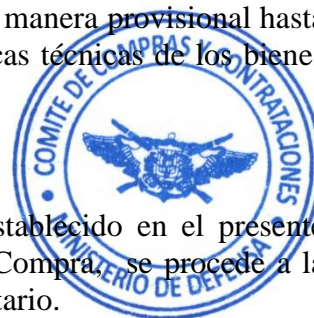 manera provisional hasta
cas técnicas de los biene
COMITE DE COMPRAS Y CONTRATACIONES
MINISTERIO DE DEFENSA
stablecido en el presente
Compra, se procede a la
tario.